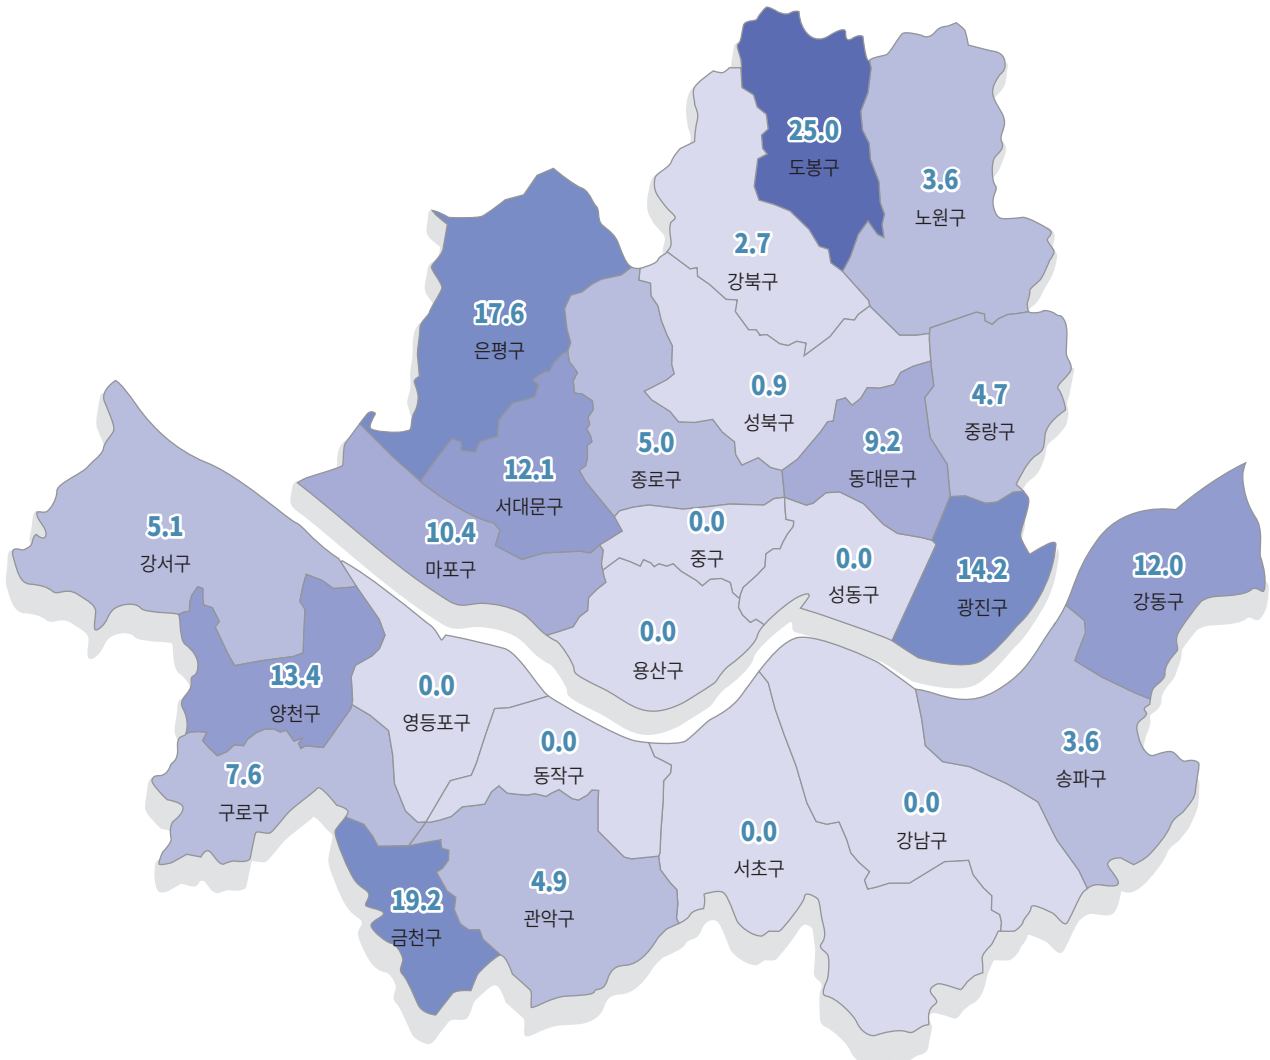 25.0
도봉구
3.6
노원구
2.7
강북구
17.6
은평구
0.9
성북구
4.7
중랑구
5.0
종로구
9.2
동대문구
12.1
서대문구
10.4
마포구
0.0
중구
0.0
성동구
14.2
광진구
12.0
강동구
5.1
강서구
0.0
용산구
13.4
양천구
0.0
영등포구
0.0
동작구
3.6
송파구
7.6
구로구
0.0
서초구
0.0
강남구
19.2
금천구
4.9
관악구